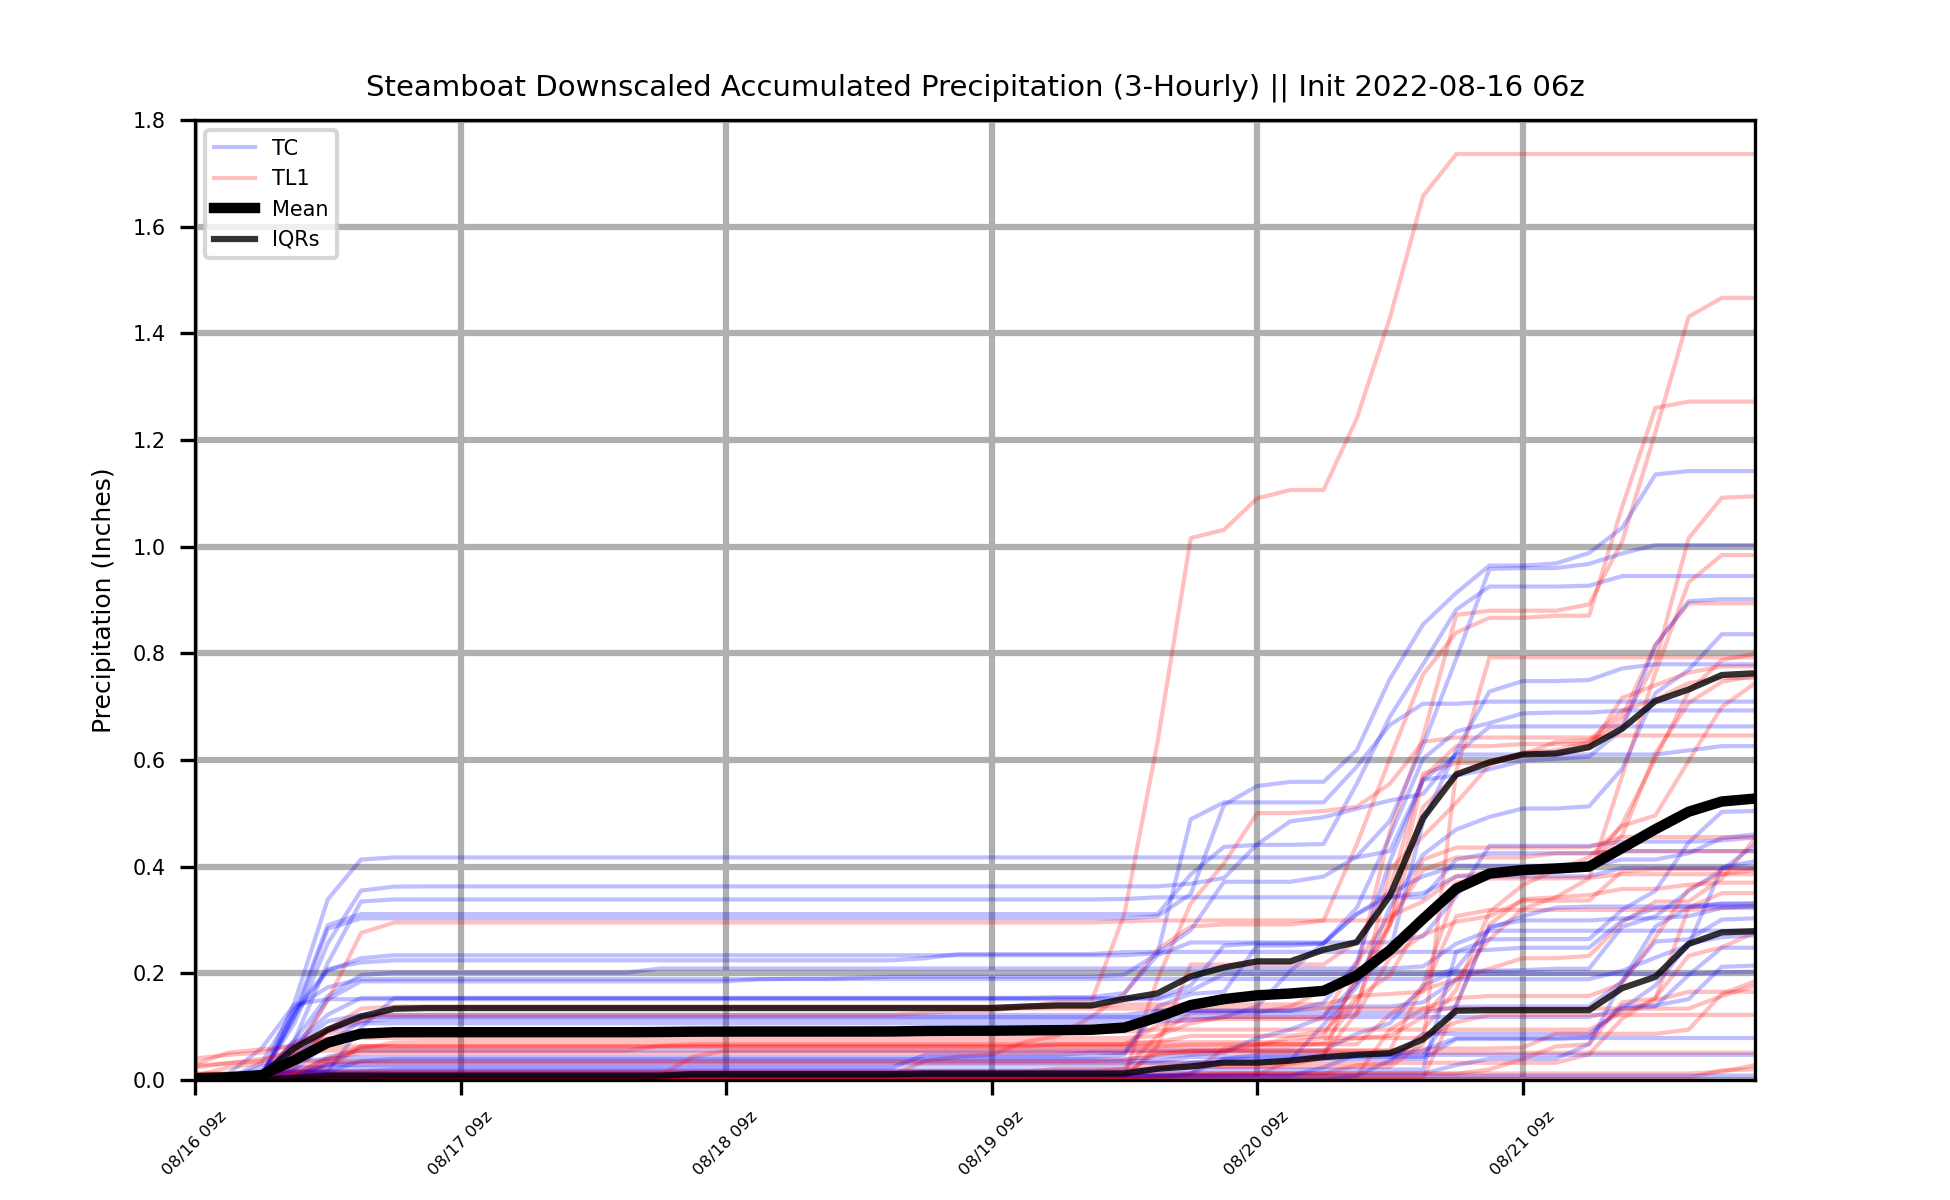 Steamboat Downscaled Accumulated Precipitation (3-Hourly) || Init 2022-08-16 06z
Precipitation (Inches)
1.8
1.6
1.4
1.2
1.0
0.8
0.6
0.4
0.2
0.0
TC
TL1
Mean
IQRs
08/16 09z
08/17 09z
08/18 09z
08/19 09z
08/20 09z
08/21 09z